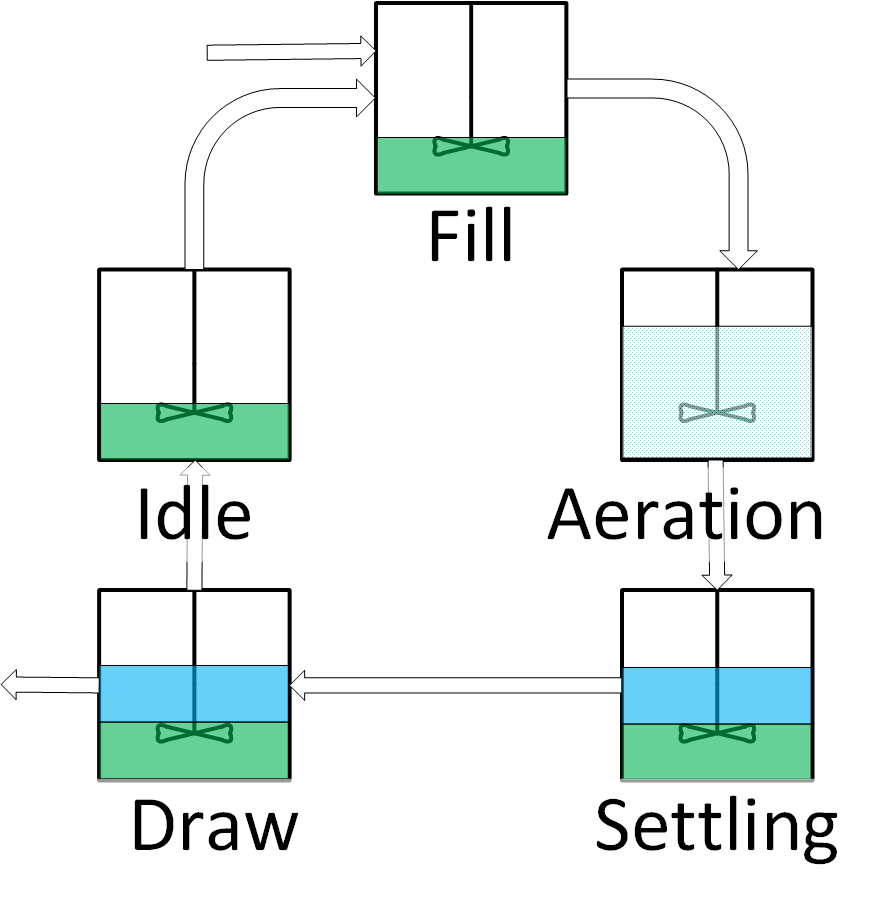 Fill
Idle
Aeration
Draw
Settling